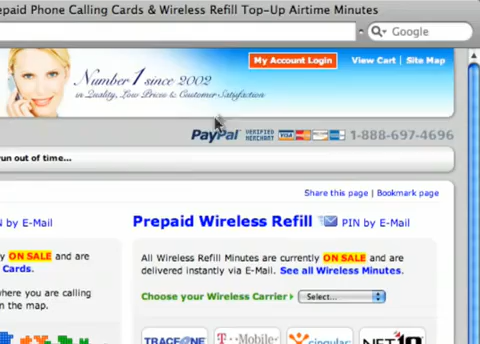 epaid Phone Calling Cards & Wireless Refill Top-Up Airtime Minutes
Google
My Account Login
View Cart | Site Map
Number 1 since 2002
in Quality, Low Prices & Customer Satisfaction
PayPal VERIFIED MERCHANT VISA 1-888-697-4696
run out of time...
Share this page | Bookmark page
N by E-Mail
Prepaid Wireless Refill PIN by E-Mail
y ON SALE and are
Cards.
here you are calling
n the map.
All Wireless Refill Minutes are currently ON SALE and are
delivered instantly via E-Mail. See all Wireless Minutes.
Choose your Wireless Carrier Select...
TRACFONE T Mobile cingular NET10